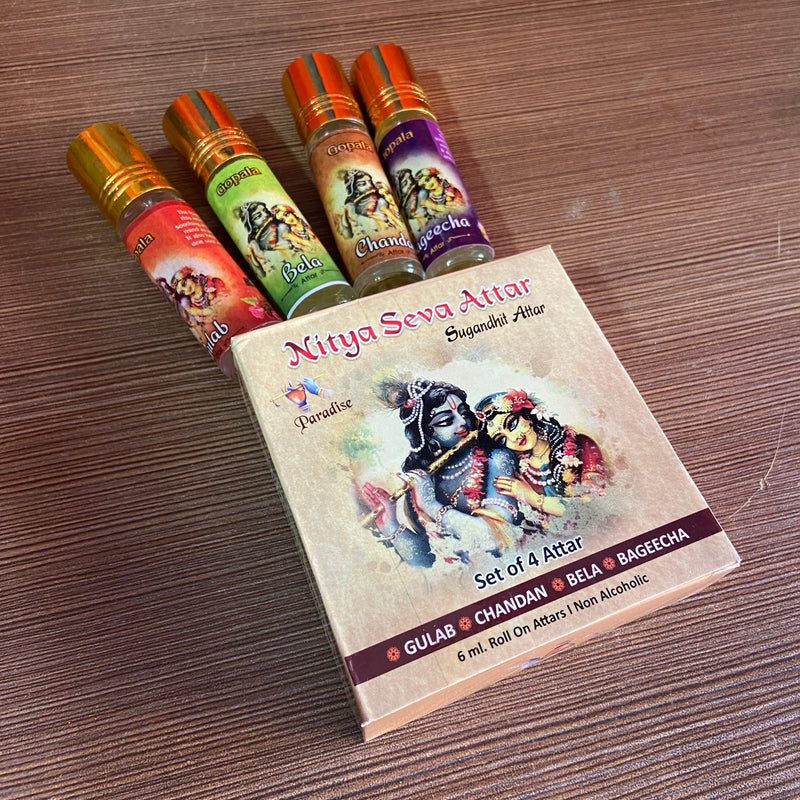 Gopala
Gopala
Bela
Attar
Gopala
Attar
Nitya Seva Attar
Sugandhit Attar
Paradise
Set of 4 Attar
GULAB CHANDAN BELA BAGEECHA
6 ml. Roll On Attars I Non Alcoholic